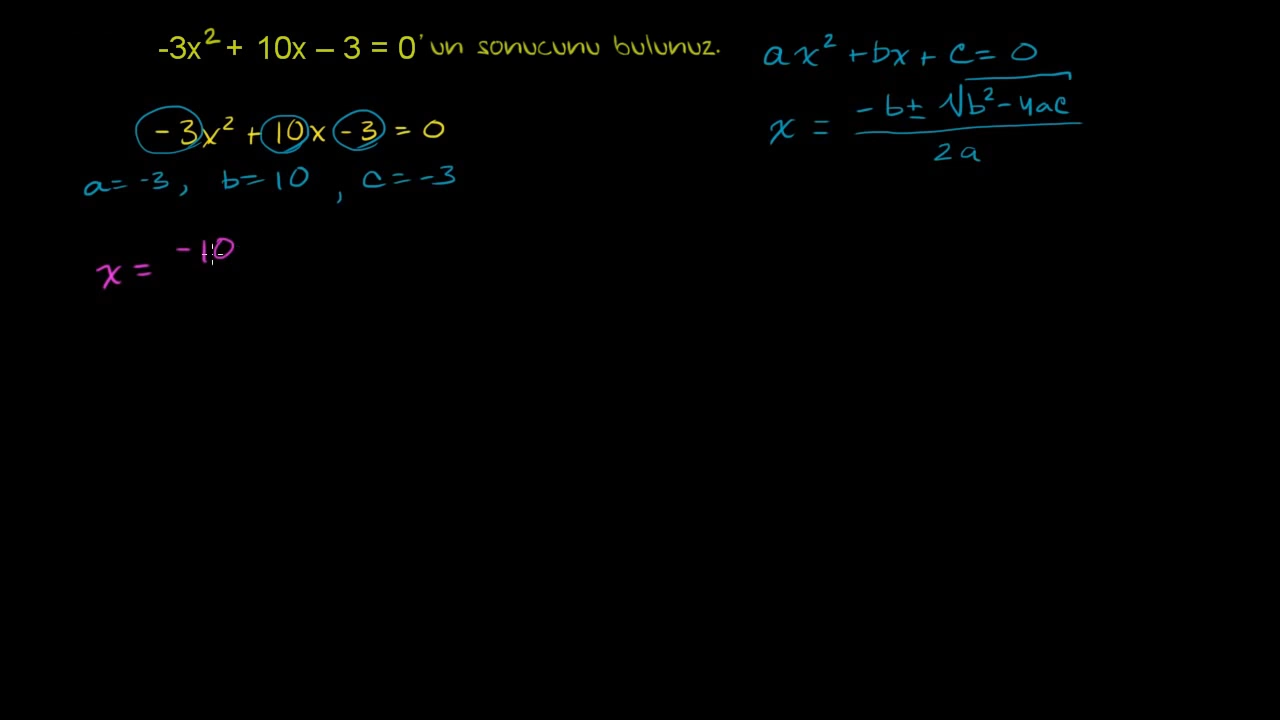 -3x² + 10x – 3 = 0'un sonucunu bulunuz.
ax² + bx + c = 0
x = (-b ± √(b² - 4ac)) / 2a
-3x² + 10x - 3 = 0
a = -3, b = 10, c = -3
x = -10